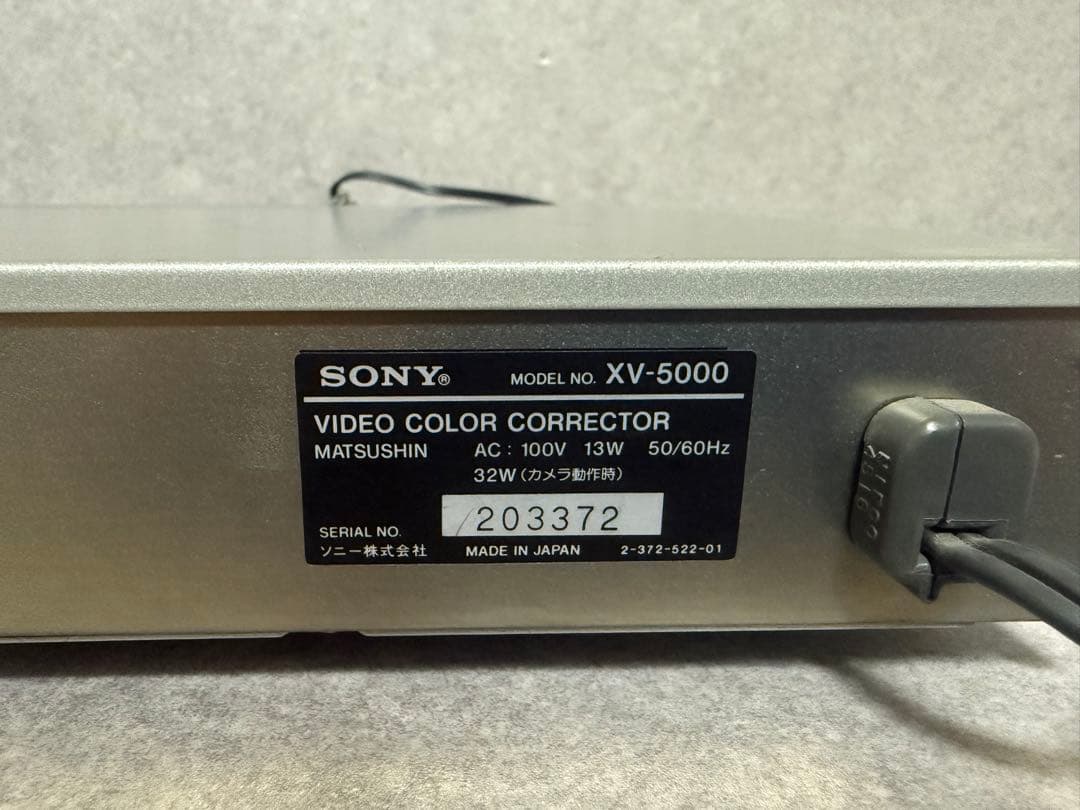 SONY® MODEL NO. XV-5000
VIDEO COLOR CORRECTOR
MATSUSHIN AC: 100V 13W 50/60Hz
32W (カメラ動作時)
SERIAL NO. 203372
ソニー株式会社 MADE IN JAPAN 2-372-522-01